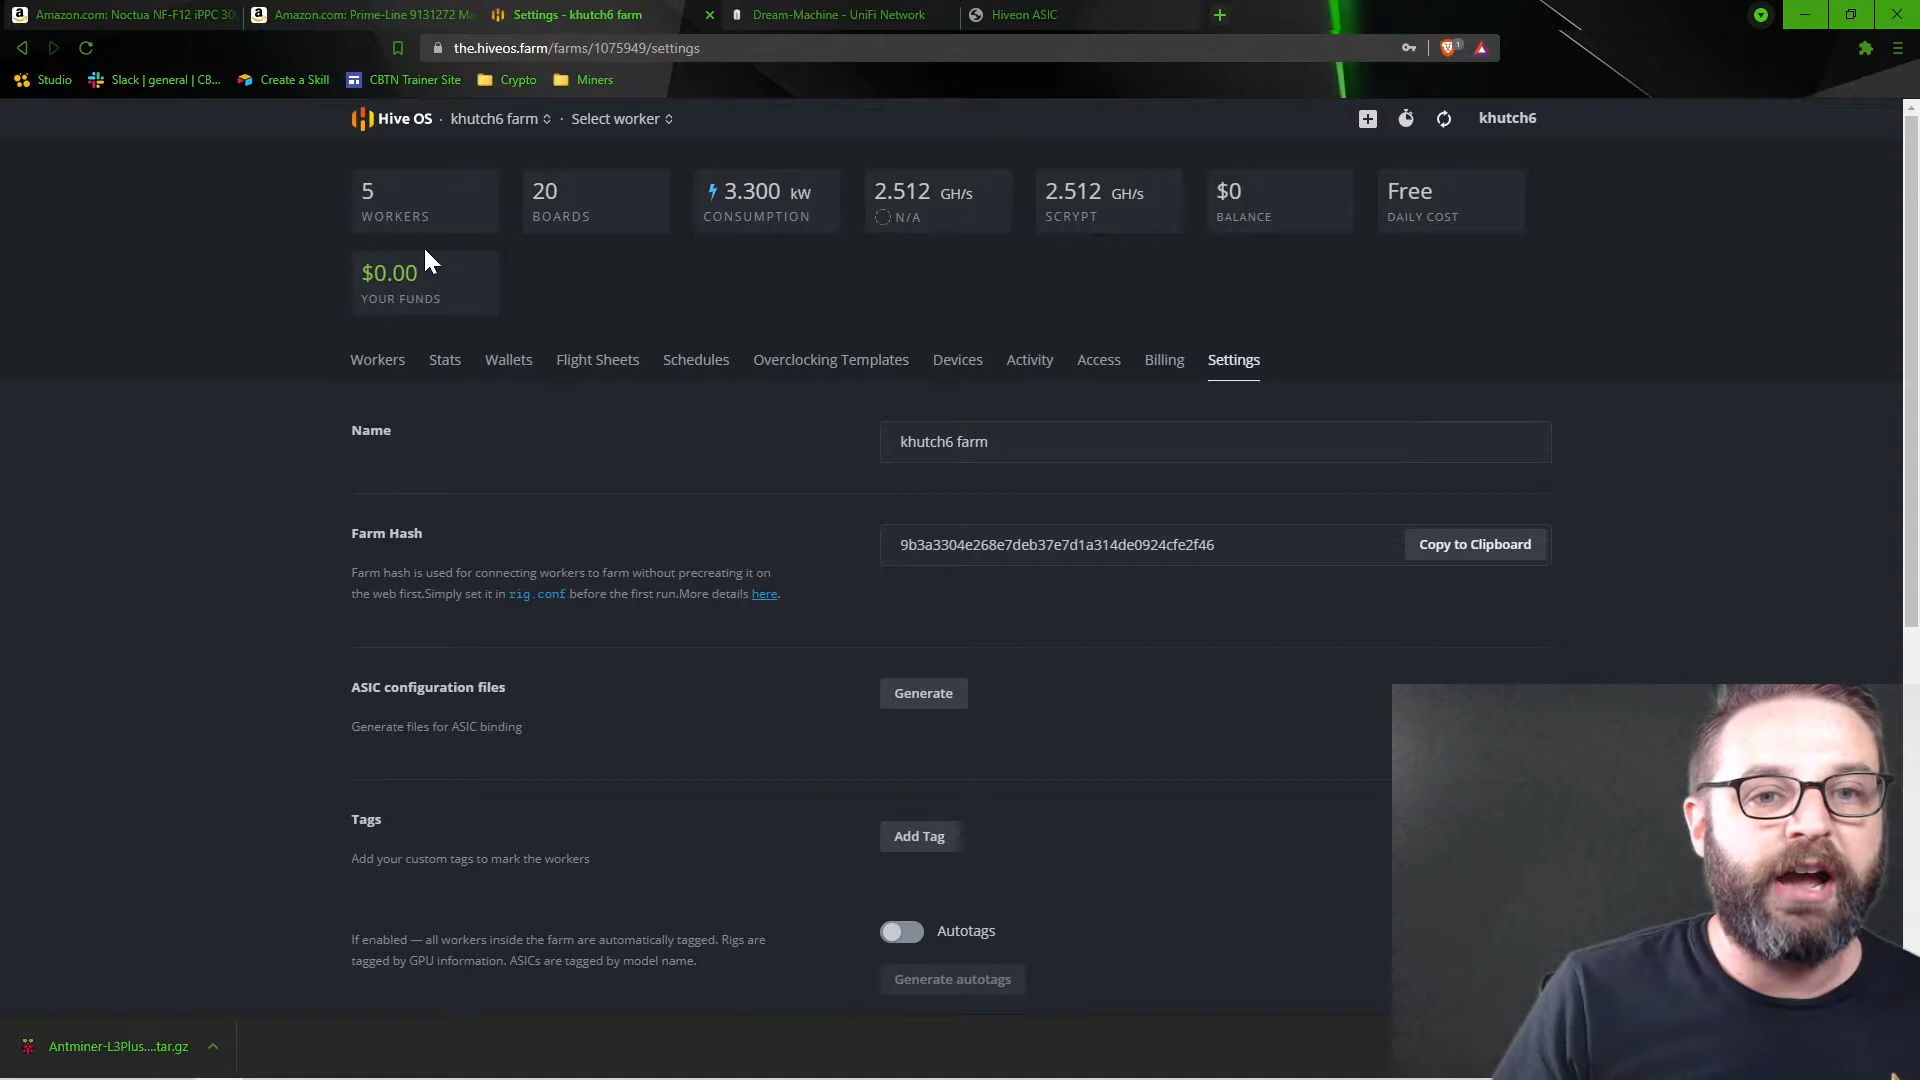 Amazon.com: Noctua NF-F12 iPPC 30
Amazon.com: Prime-Line 9131272 Ma
Settings - khutch6 farm
Dream-Machine - UniFi Network
Hiveon ASIC
the.hiveos.farm/farms/1075949/settings
1
Studio
Slack | general | CB...
Create a Skill
CBTN Trainer Site
Crypto
Miners
Hive OS · khutch6 farm · Select worker
khutch6
5
WORKERS
20
BOARDS
3.300 kW
CONSUMPTION
2.512 GH/s
N/A
2.512 GH/s
SCRYPT
$0
BALANCE
Free
DAILY COST
$0.00
YOUR FUNDS
Workers
Stats
Wallets
Flight Sheets
Schedules
Overclocking Templates
Devices
Activity
Access
Billing
Settings
Name
khutch6 farm
Farm Hash
9b3a3304e268e7deb37e7d1a314de0924cfe2f46
Copy to Clipboard
Farm hash is used for connecting workers to farm without precreating it on
the web first.Simply set it in rig.conf before the first run.More details here.
ASIC configuration files
Generate
Generate files for ASIC binding
Tags
Add Tag
Add your custom tags to mark the workers
Autotags
If enabled — all workers inside the farm are automatically tagged. Rigs are
tagged by GPU information. ASICs are tagged by model name.
Generate autotags
Antminer-L3Plus....tar.gz